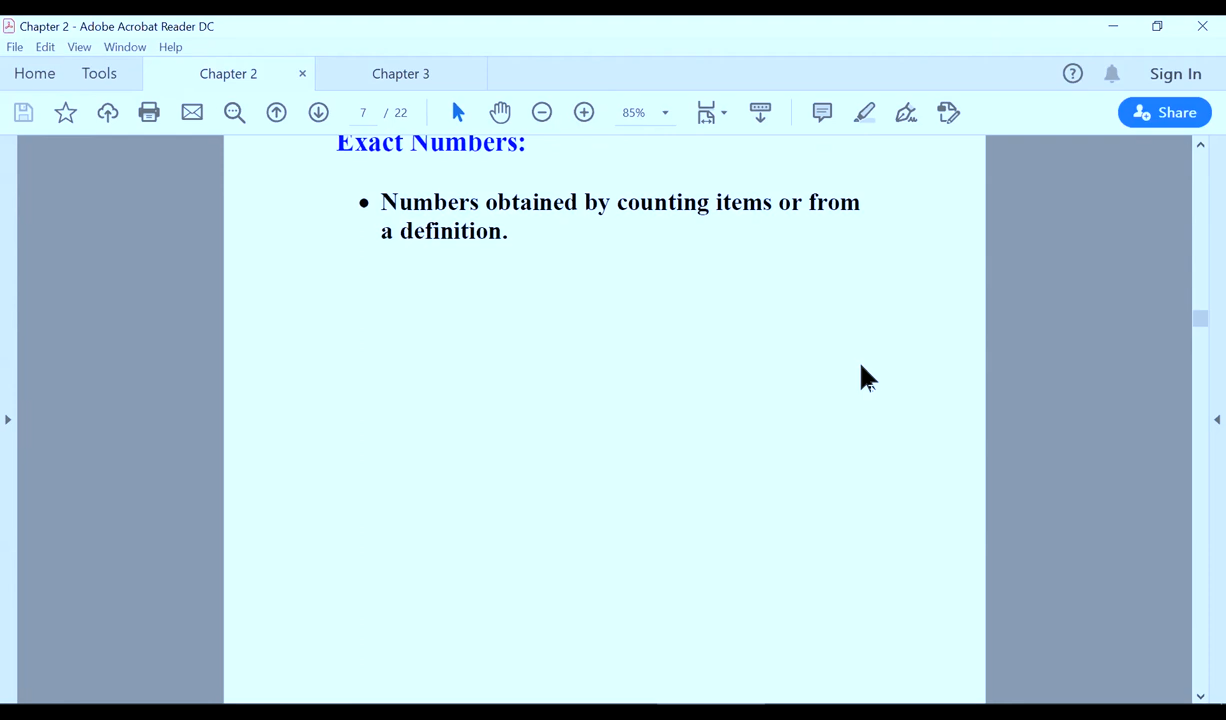 Chapter 2 - Adobe Acrobat Reader DC
File Edit View Window Help
Home Tools Chapter 2 × Chapter 3 Sign In
7 / 22 85% Share
Exact Numbers:
• Numbers obtained by counting items or from
a definition.